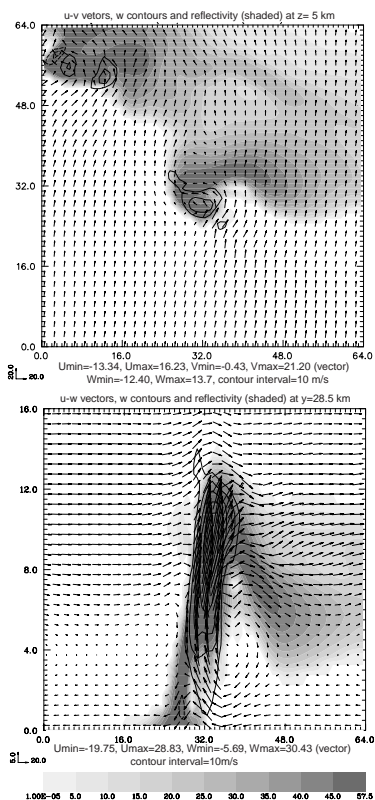 u-v vetors, w contours and reflectivity (shaded) at z= 5 km
64.0
48.0
32.0
16.0
0.0
0.0 16.0 32.0 48.0 64.0
20.0
20.0
Umin=-13.34, Umax=16.23, Vmin=-0.43, Vmax=21.20 (vector)
Wmin=-12.40, Wmax=13.7, contour interval=10 m/s
u-w vectors, w contours and reflectivity (shaded) at y=28.5 km
16.0
12.0
8.0
4.0
0.0
0.0 16.0 32.0 48.0 64.0
5.0
20.0
Umin=-19.75, Umax=28.83, Wmin=-5.69, Wmax=30.43 (vector)
contour interval=10m/s
1.00E-05 5.0 10.0 15.0 20.0 25.0 30.0 35.0 40.0 45.0 57.5